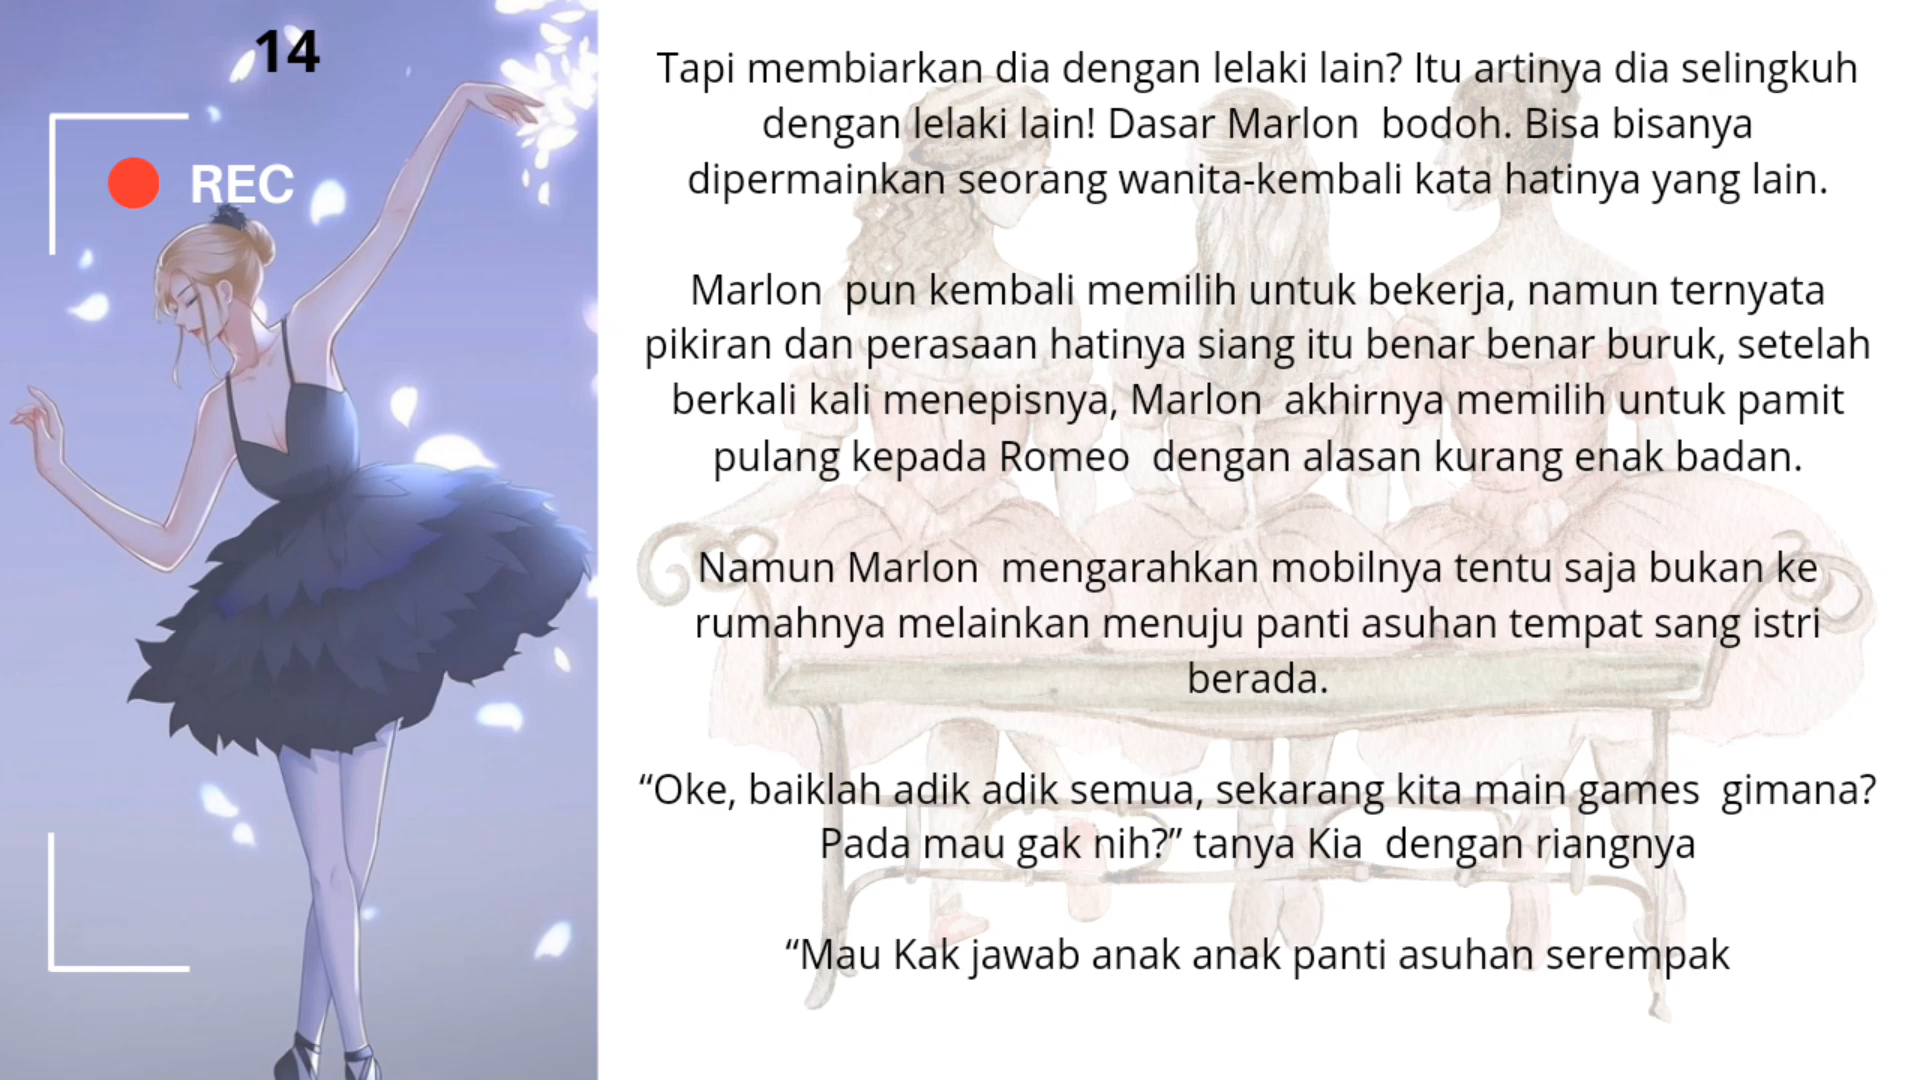 14
REC
Tapi membiarkan dia dengan lelaki lain? Itu artinya dia selingkuh
dengan lelaki lain! Dasar Marlon  bodoh. Bisa bisanya
dipermainkan seorang wanita-kembali kata hatinya yang lain.
Marlon  pun kembali memilih untuk bekerja, namun ternyata
pikiran dan perasaan hatinya siang itu benar benar buruk, setelah
berkali kali menepisnya, Marlon  akhirnya memilih untuk pamit
pulang kepada Romeo  dengan alasan kurang enak badan.
Namun Marlon  mengarahkan mobilnya tentu saja bukan ke
rumahnya melainkan menuju panti asuhan tempat sang istri
berada.
“Oke, baiklah adik adik semua, sekarang kita main games  gimana?
Pada mau gak nih?” tanya Kia  dengan riangnya
“Mau Kak jawab anak anak panti asuhan serempak